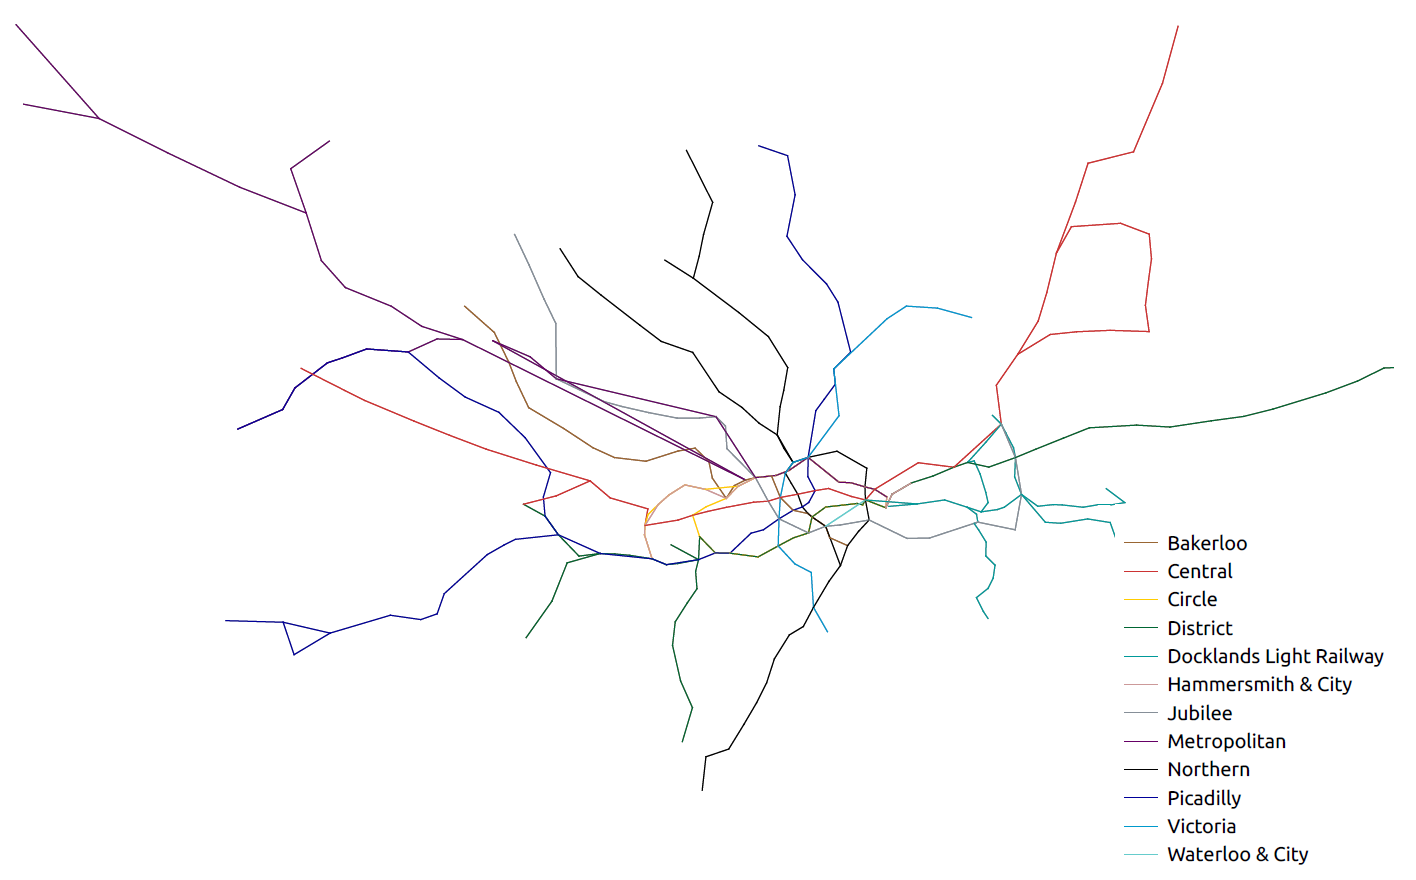 Bakerloo
Central
Circle
District
Docklands Light Railway
Hammersmith & City
Jubilee
Metropolitan
Northern
Picadilly
Victoria
Waterloo & City